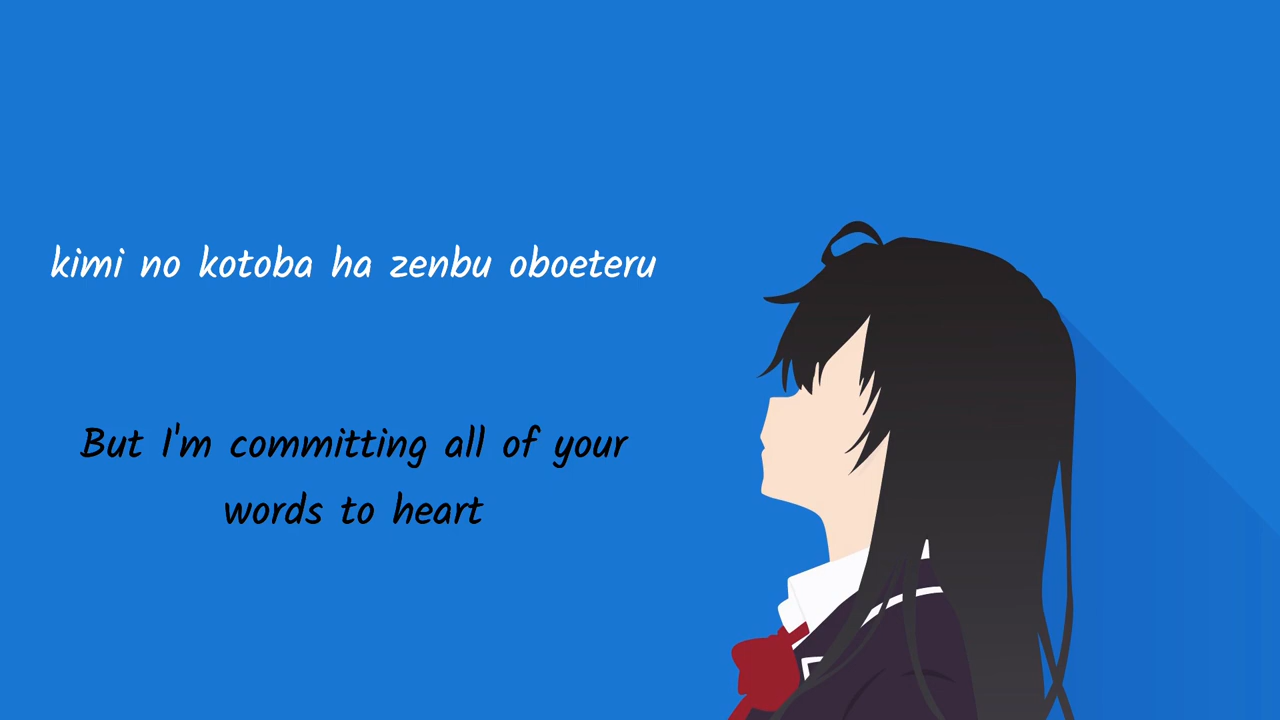 kimi no kotoba ha zenbu oboeteru
But I'm committing all of your
words to heart